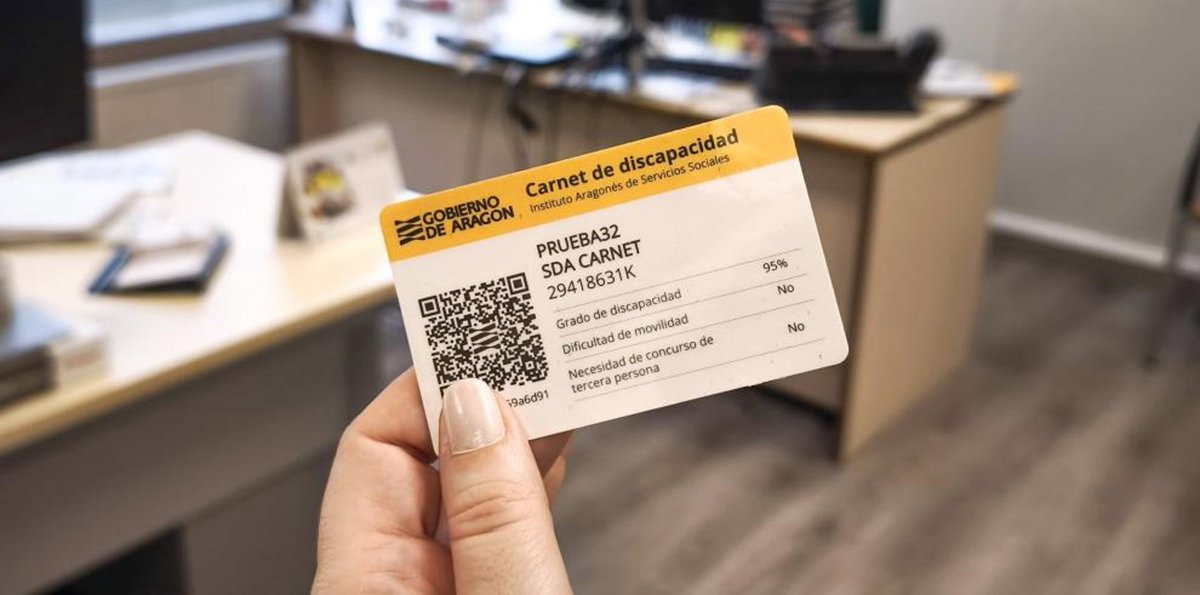 GOBIERNO
DE ARAGON
Carnet de discapacidad
Instituto Aragonés de Servicios Sociales
PRUEBA32
SDA CARNET
29418631K
Grado de discapacidad 95%
Dificultad de movilidad No
Necesidad de concurso de
tercera persona No
59a6d91